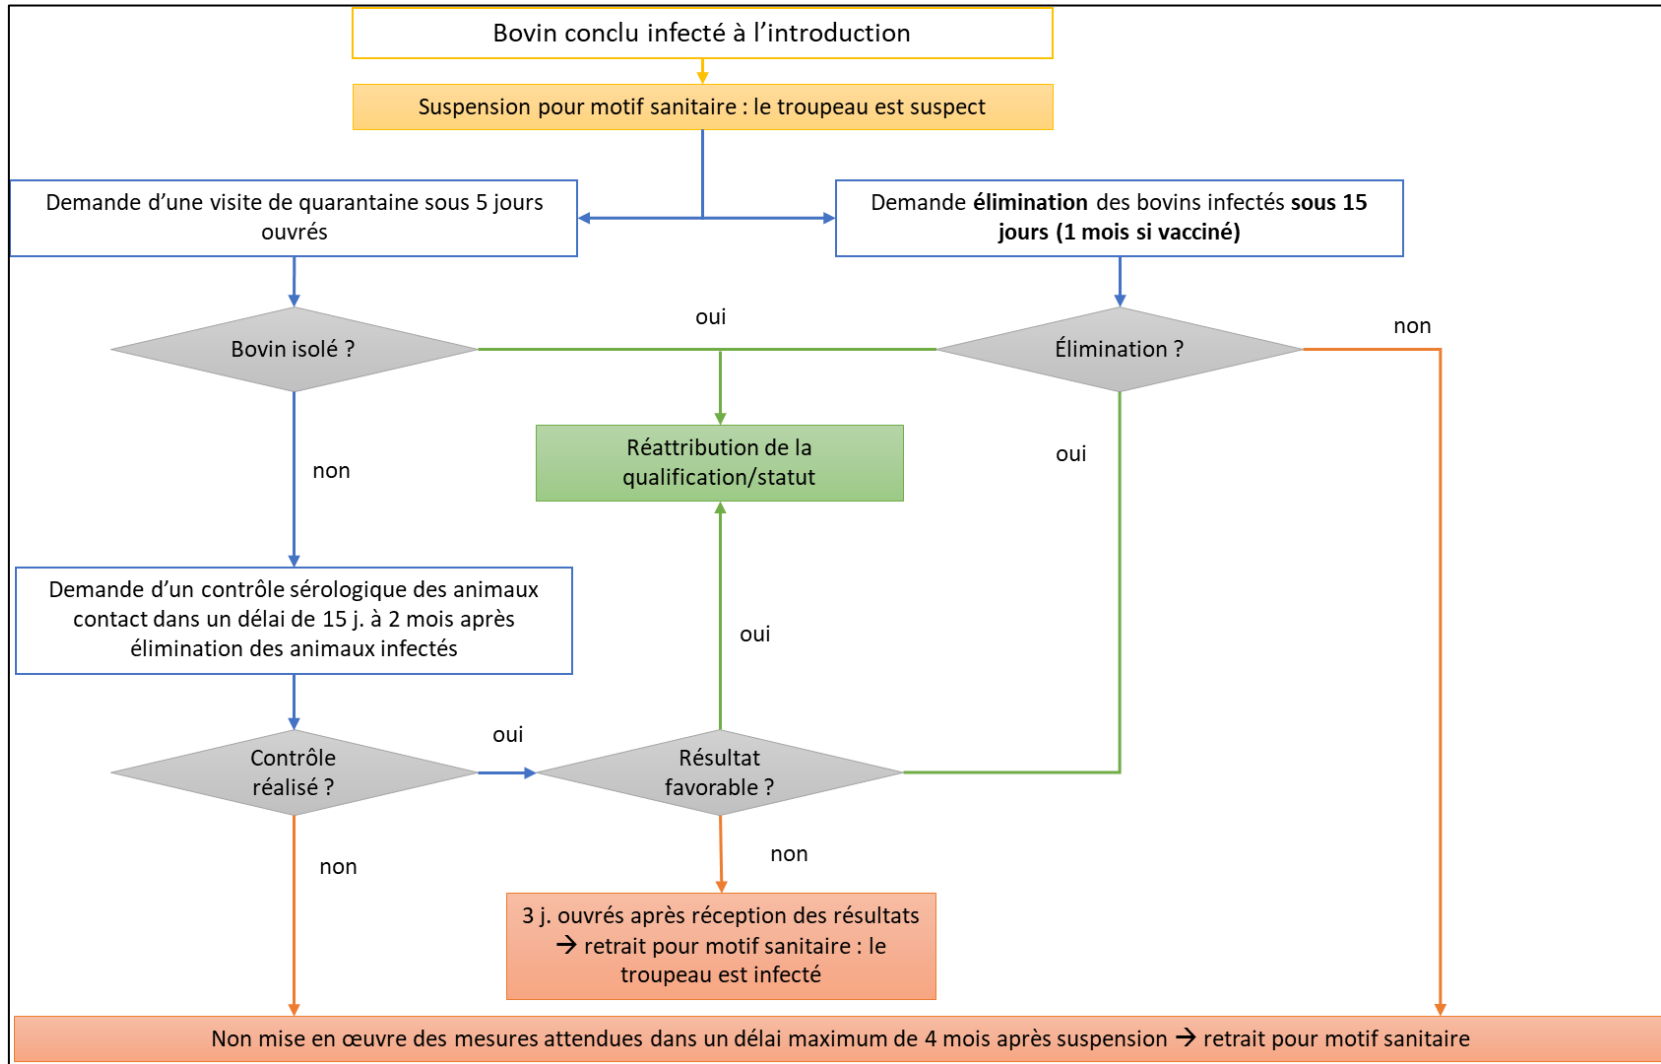 Bovin conclu infecté à l'introduction
Suspension pour motif sanitaire : le troupeau est suspect
Demande d'une visite de quarantaine sous 5 jours
ouvrés
Demande élimination des bovins infectés sous 15
jours (1 mois si vacciné)
Bovin isolé ?
oui
Élimination ?
non
Réattribution de la
qualification/statut
oui
non
Demande d'un contrôle sérologique des animaux
contact dans un délai de 15 j. à 2 mois après
élimination des animaux infectés
oui
Contrôle
réalisé ?
oui
Résultat
favorable ?
non
non
3 j. ouvrés après réception des résultats
→ retrait pour motif sanitaire : le
troupeau est infecté
Non mise en œuvre des mesures attendues dans un délai maximum de 4 mois après suspension → retrait pour motif sanitaire